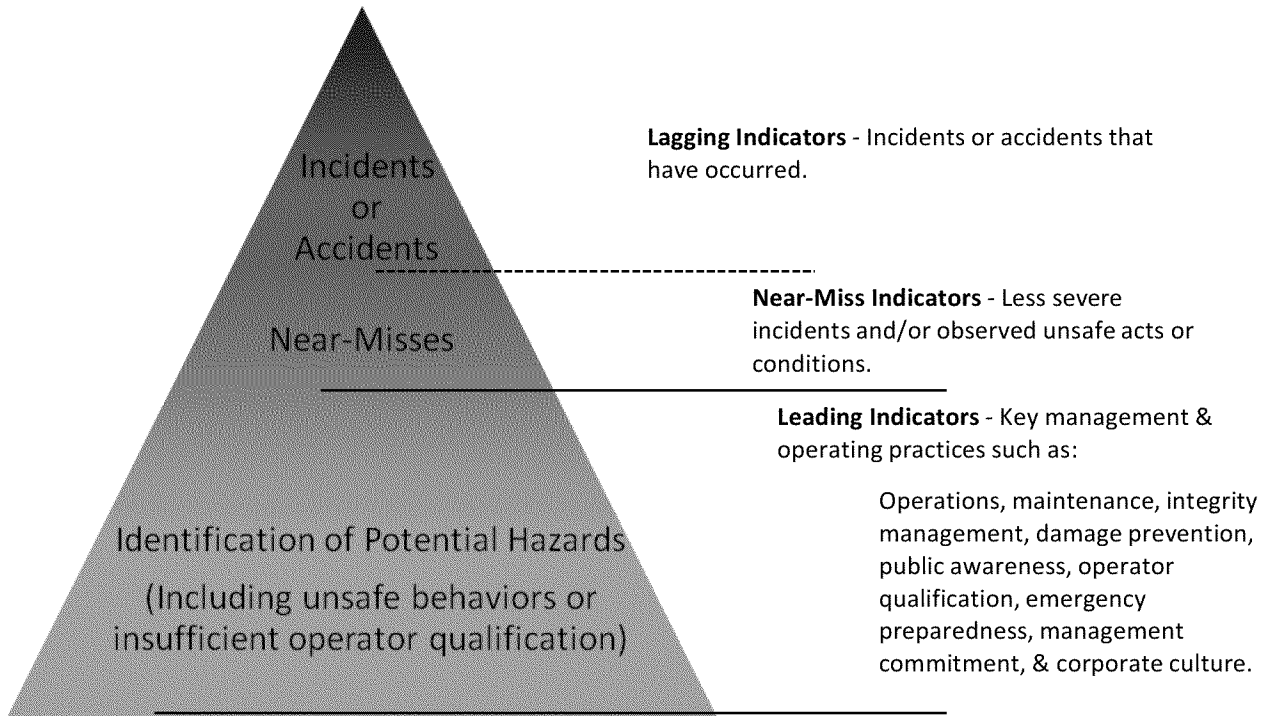 Incidents
or
Accidents
Near-Misses
Identification of Potential Hazards
(Including unsafe behaviors or
insufficient operator qualification)
Lagging Indicators - Incidents or accidents that
have occurred.
Near-Miss Indicators - Less severe
incidents and/or observed unsafe acts or
conditions.
Leading Indicators - Key management &
operating practices such as:
Operations, maintenance, integrity
management, damage prevention,
public awareness, operator
qualification, emergency
preparedness, management
commitment, & corporate culture.